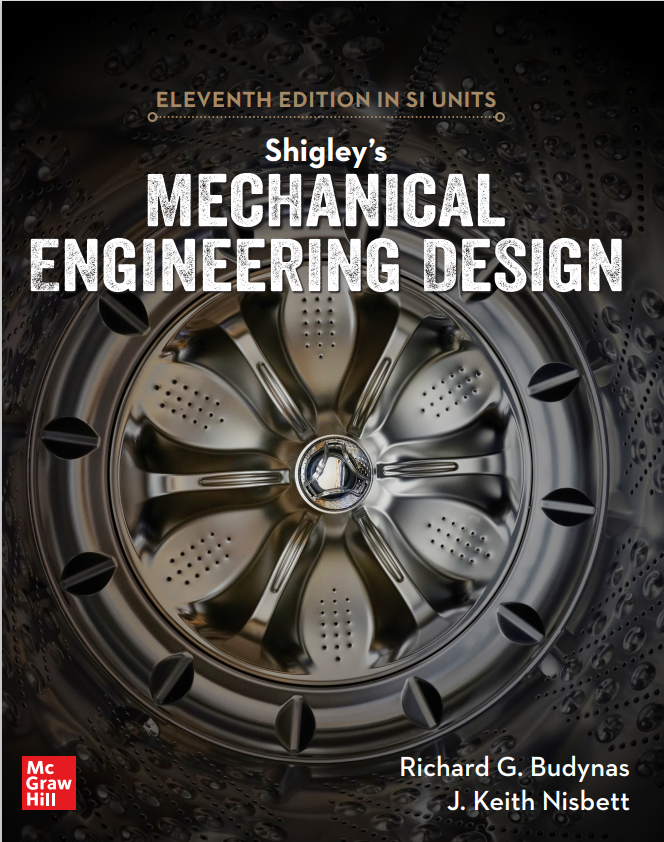 ELEVENTH EDITION IN SI UNITS
Shigley's
MECHANICAL
ENGINEERING DESIGN
Richard G. Budynas
J. Keith Nisbett
Mc
Graw
Hill